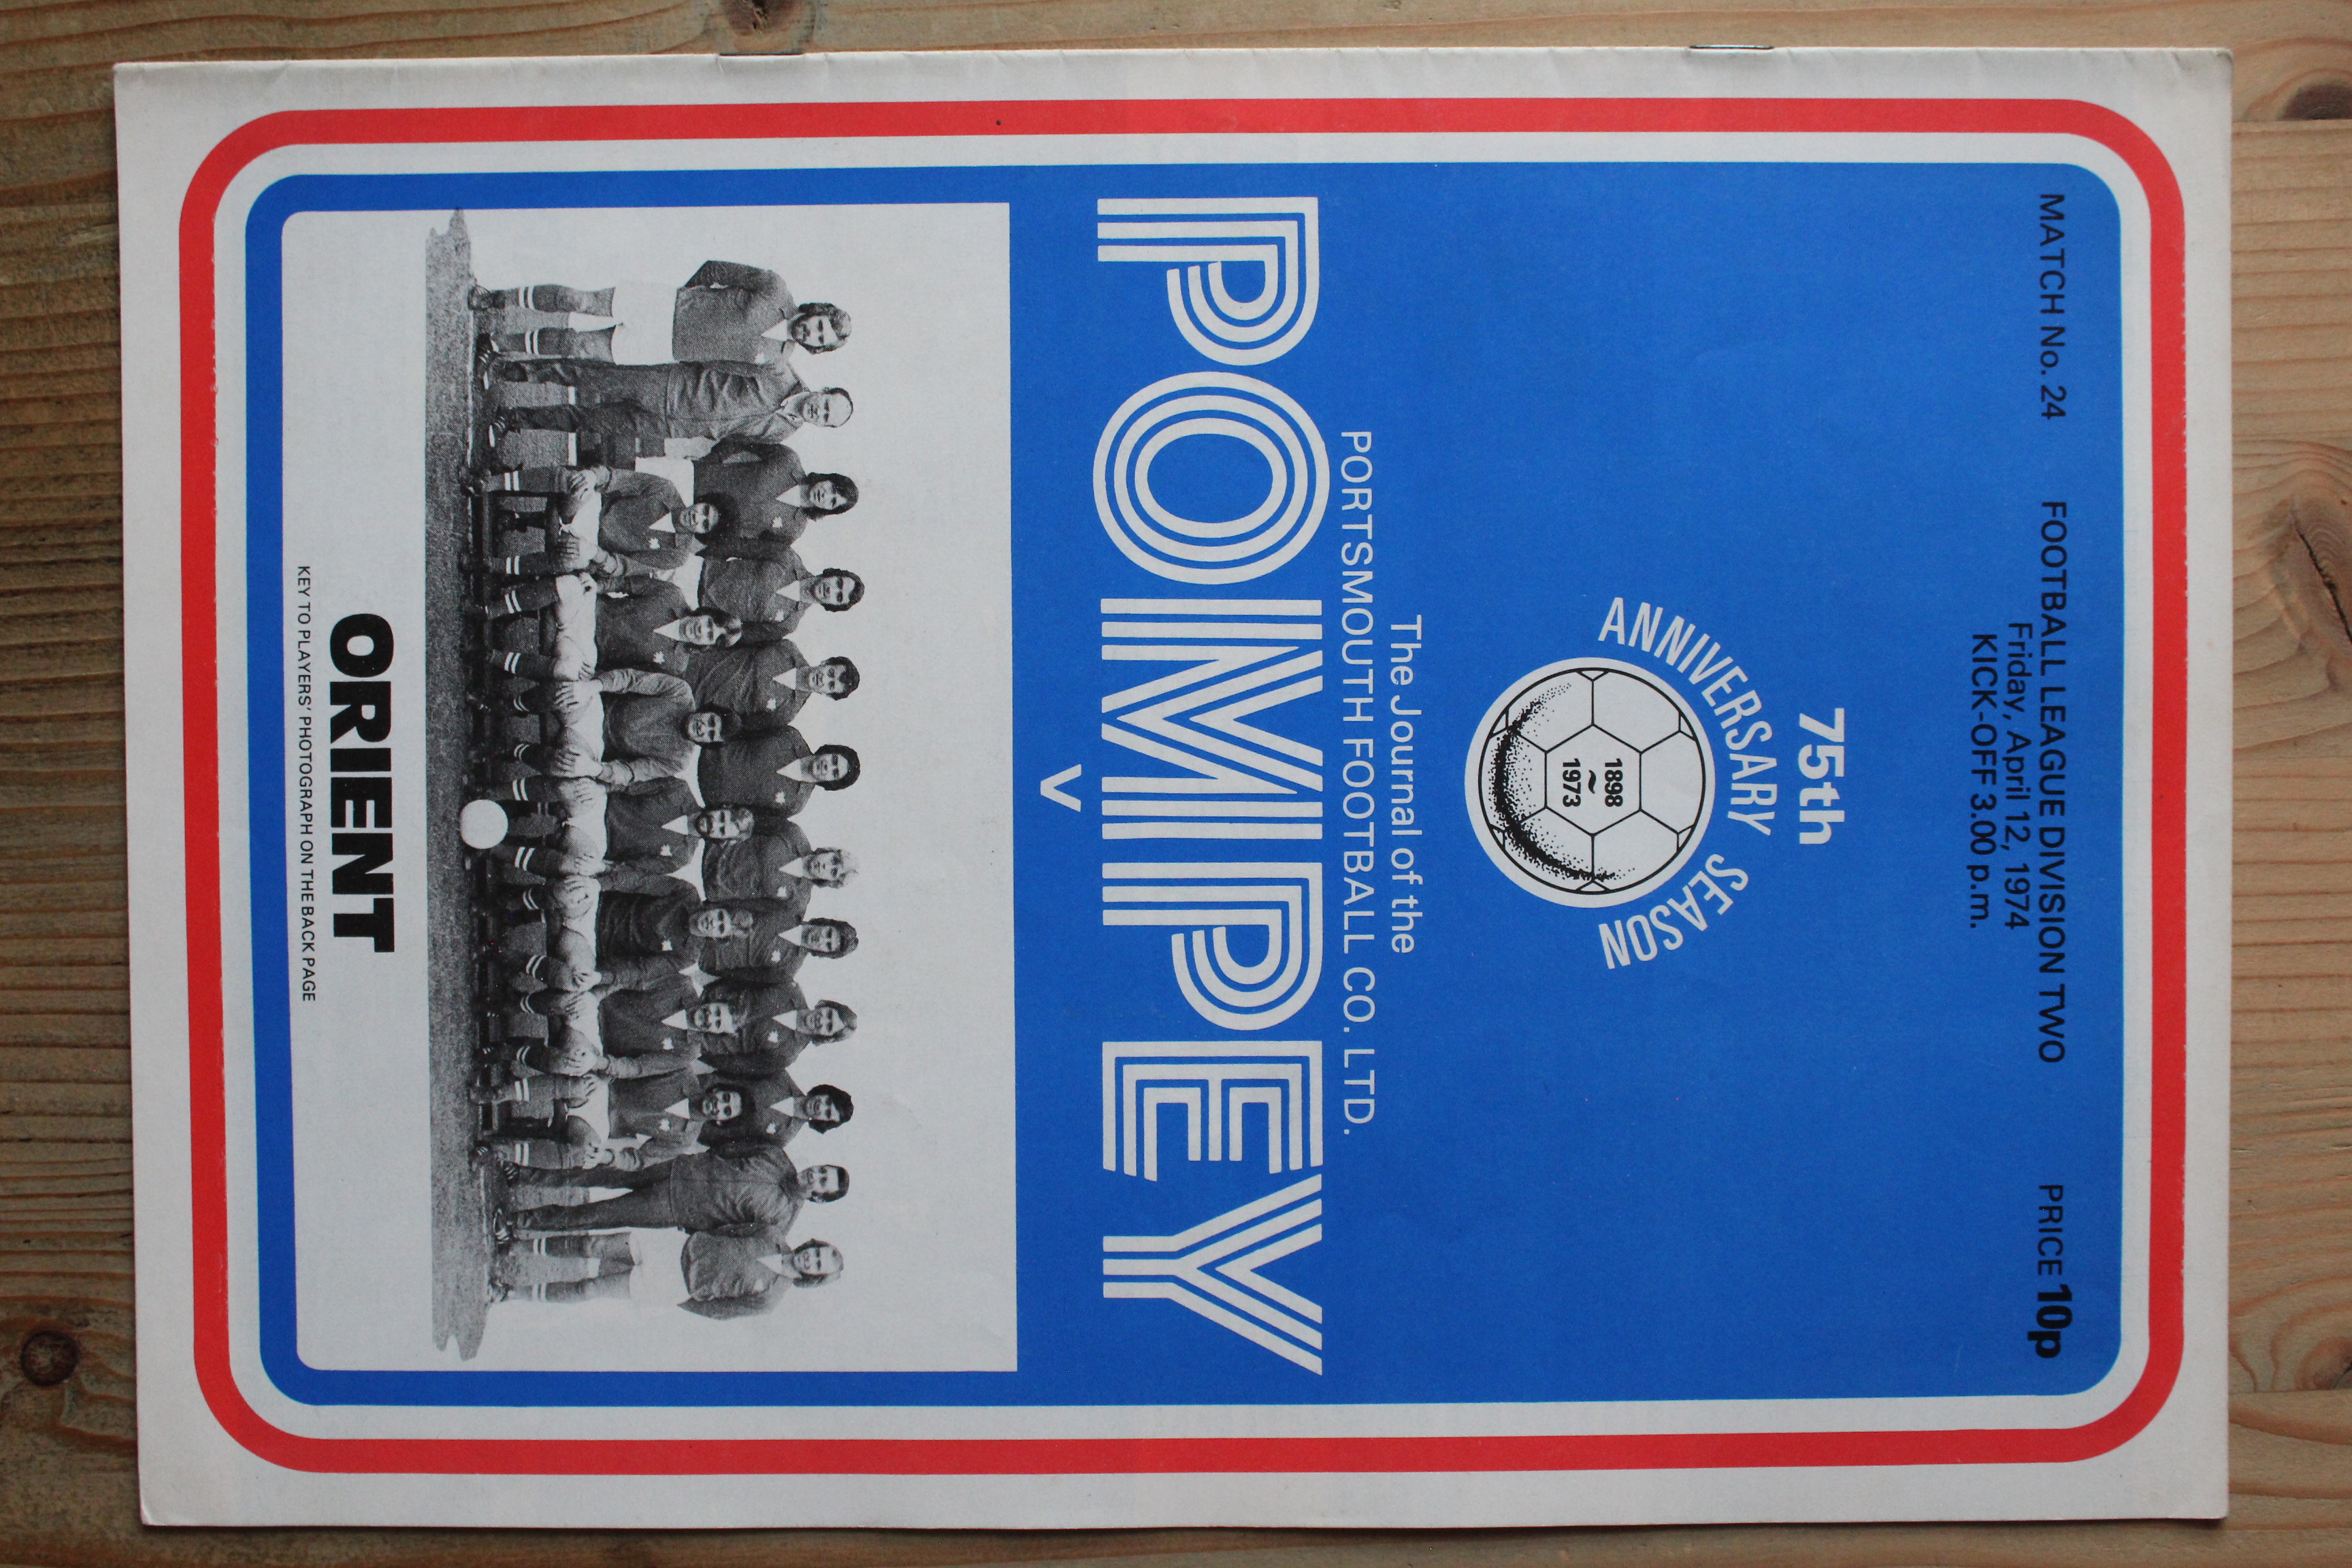 MATCH No. 24 FOOTBALL LEAGUE DIVISION TWO PRICE 10p
Friday, April 12, 1974
KICK-OFF 3.00 p.m.
75th
ANNIVERSARY SEASON
1898
~
1973
The Journal of the
PORTSMOUTH FOOTBALL CO. LTD.
POMPEY
v
ORIENT
KEY TO PLAYERS' PHOTOGRAPH ON THE BACK PAGE